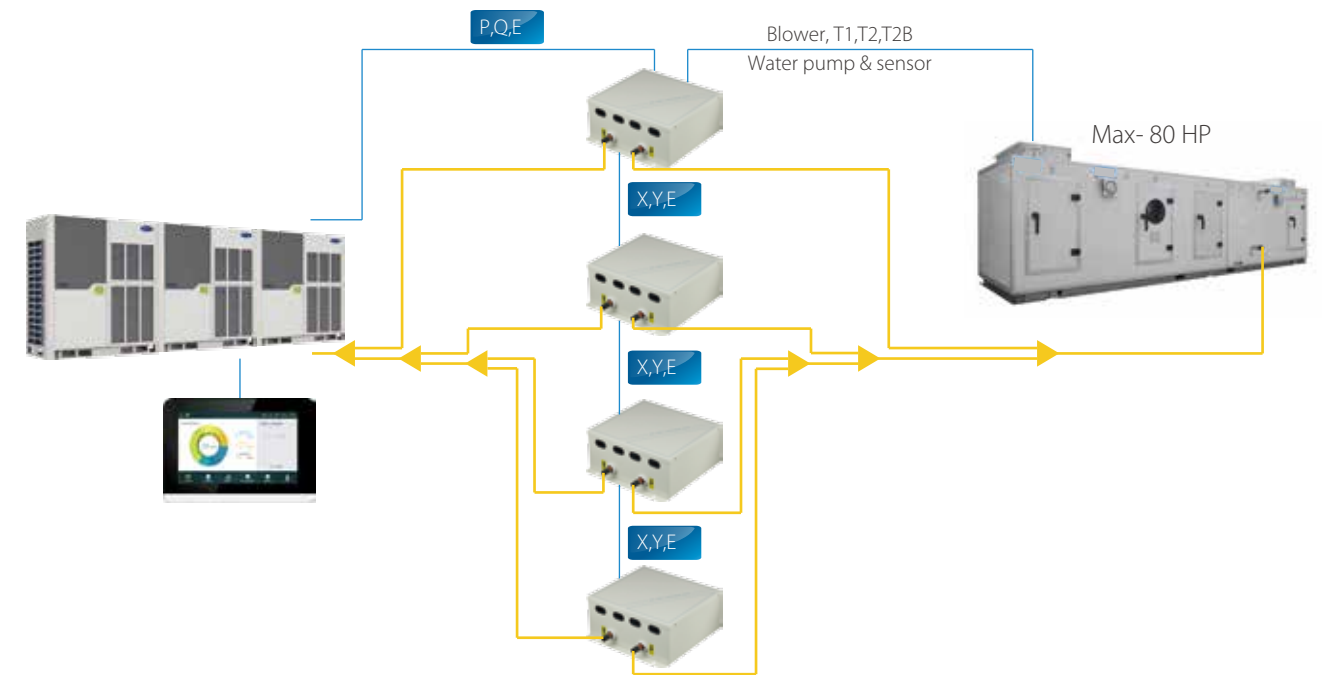 P,Q,E
Blower, T1,T2,T2B
Water pump & sensor
Max- 80 HP
X,Y,E
X,Y,E
X,Y,E